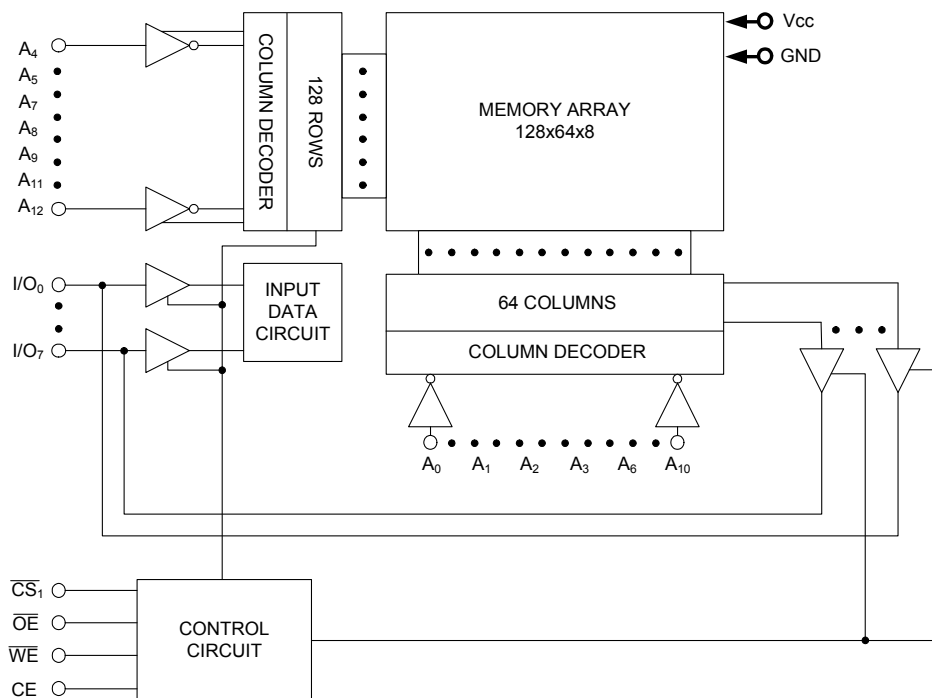 A4
A5
A7
A8
A9
A11
A12
COLUMN DECODER
128 ROWS
MEMORY ARRAY
128x64x8
Vcc
GND
I/O0
I/O7
INPUT
DATA
CIRCUIT
64 COLUMNS
COLUMN DECODER
A0 A1 A2 A3 A6 A10
CS1
OE
WE
CE
CONTROL
CIRCUIT